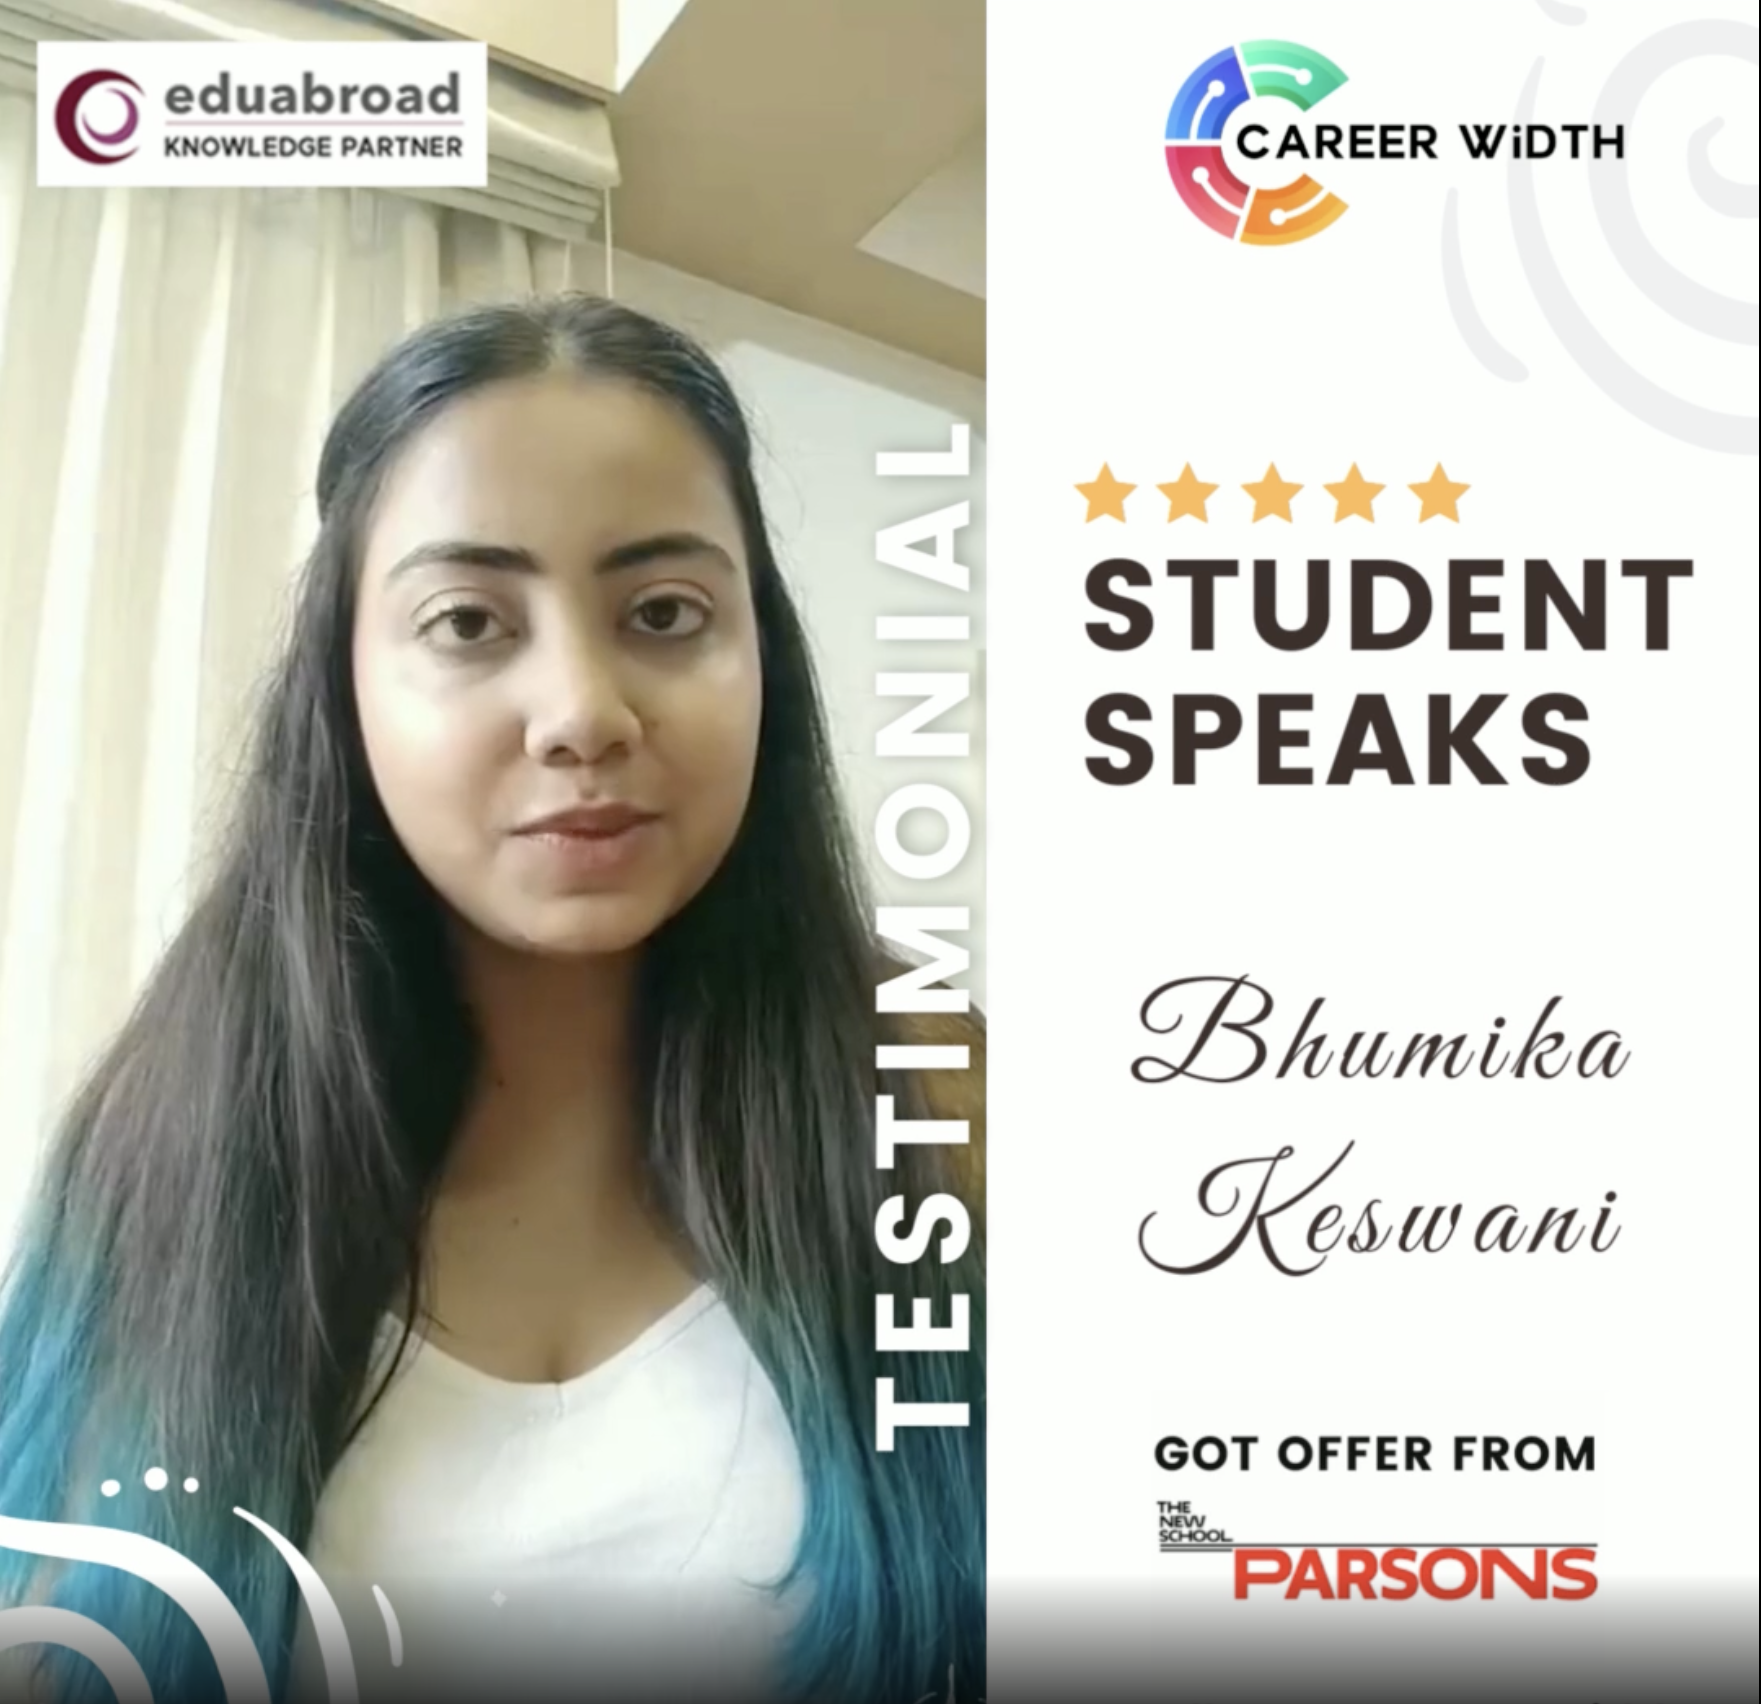 eduabroad
KNOWLEDGE PARTNER
TESTIMONIAL
CAREER WiDTH
STUDENT
SPEAKS
Bhumika
Keswani
GOT OFFER FROM
THE
NEW
SCHOOL
PARSONS